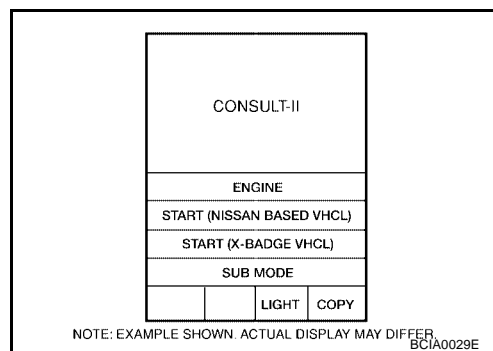 CONSULT-II
ENGINE
START (NISSAN BASED VHCL)
START (X-BADGE VHCL)
SUB MODE
LIGHT COPY
NOTE: EXAMPLE SHOWN. ACTUAL DISPLAY MAY DIFFER.
BCIA0029E